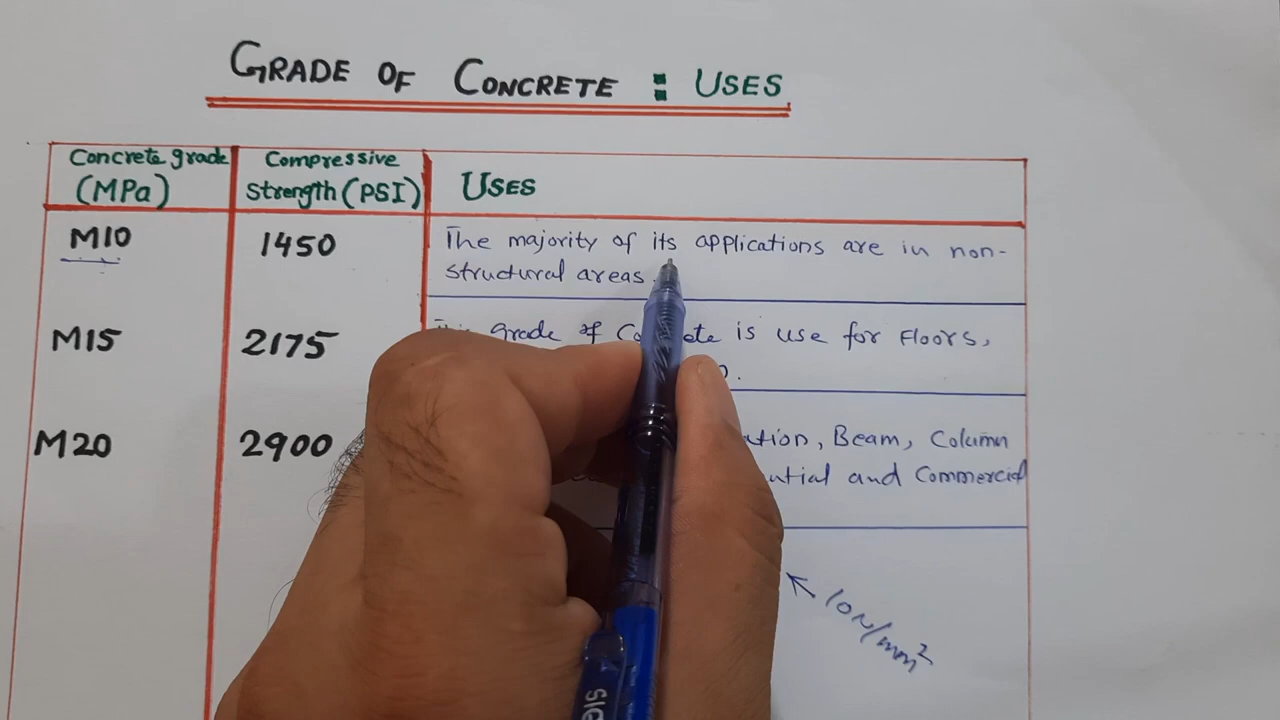 GRADE OF CONCRETE : USES
Concrete grade (MPa)
Compressive Strength (PSI)
USES
M10
1450
The majority of its applications are in non-
structural areas.
M15
2175
grade of is use for Floors,
M20
2900
Beam, Column
and Commercial
← 10N/mm²